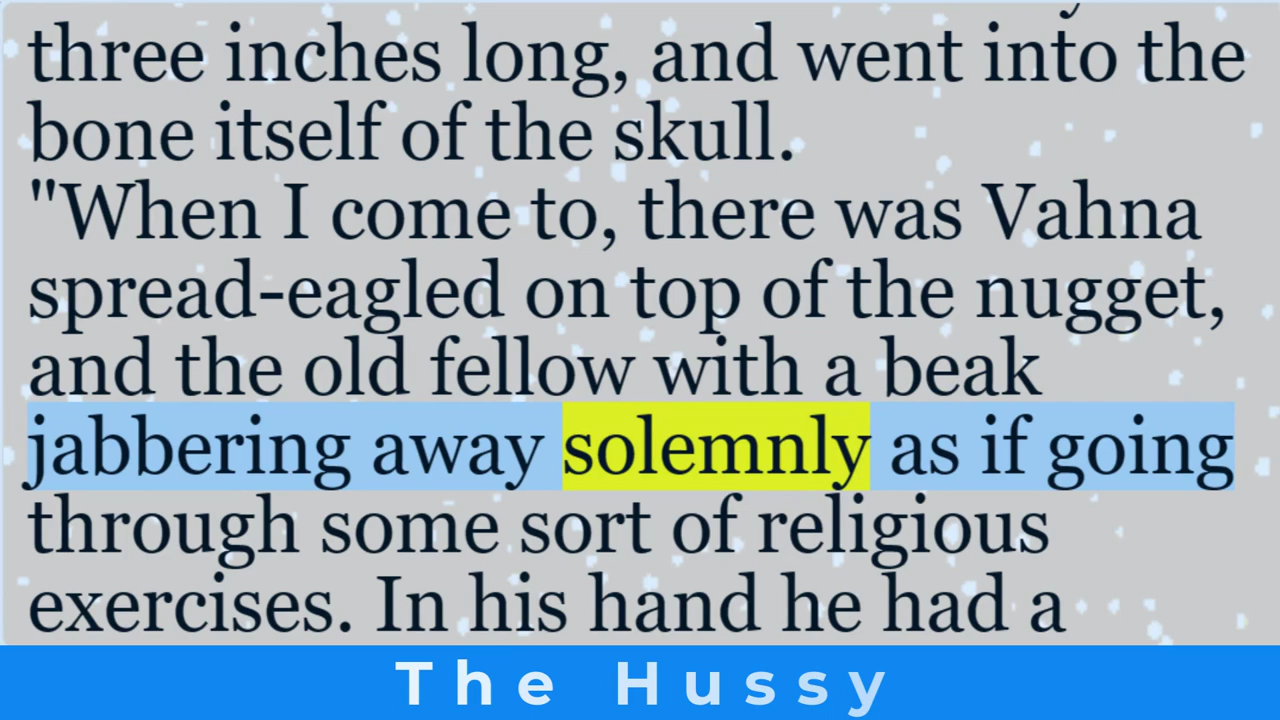 three inches long, and went into the
bone itself of the skull.
"When I come to, there was Vahna
spread-eagled on top of the nugget,
and the old fellow with a beak
jabbering away solemnly as if going
through some sort of religious
exercises. In his hand he had a
The Hussy